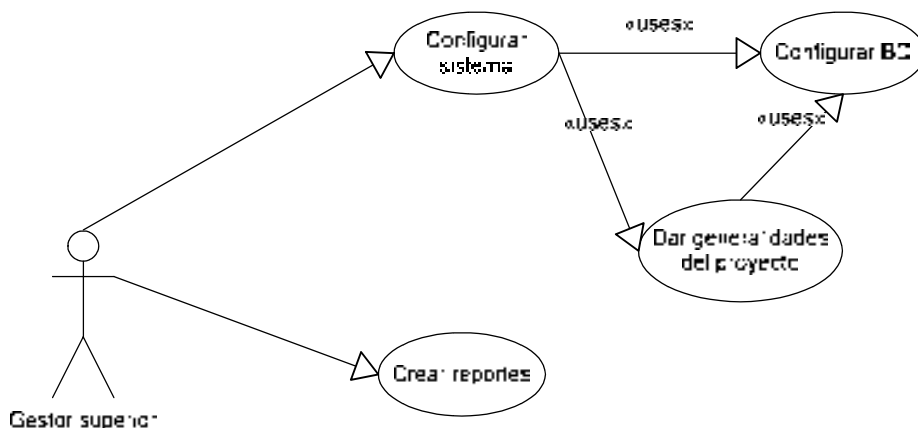 «uses»
Configurar
sistema
Configurar BD
«uses»
«uses»
Dar generalidades
del proyecto
Crear reportes
Gestor superior